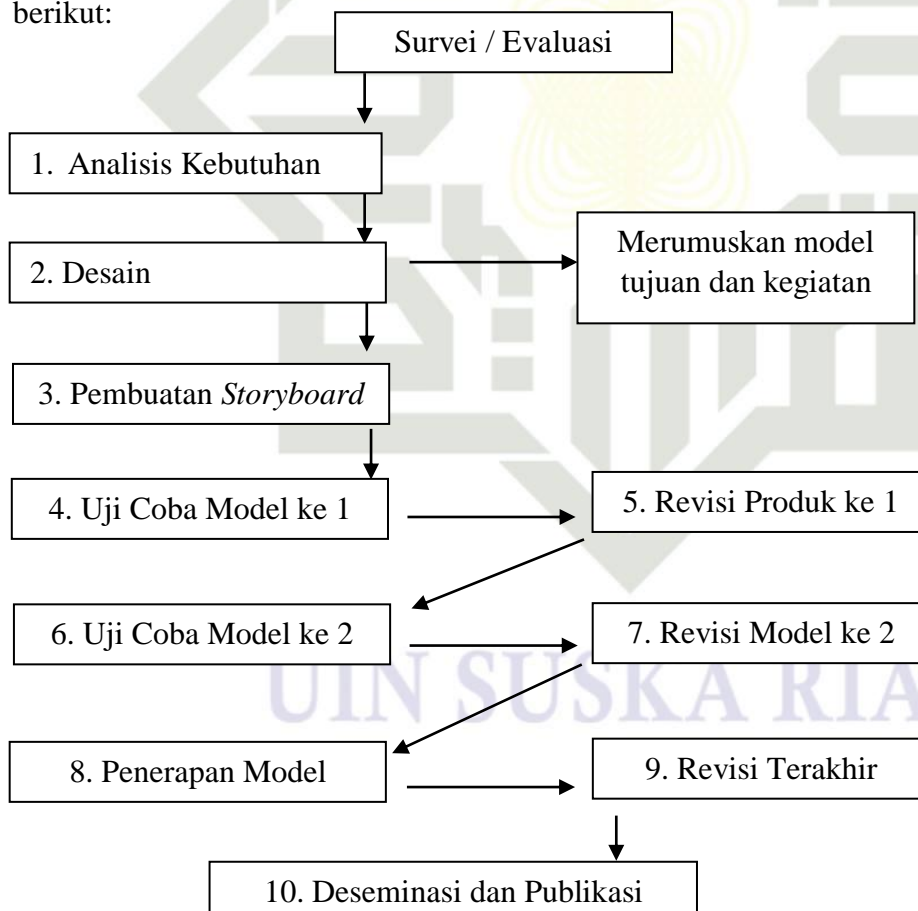 berikut:
Survei / Evaluasi
1. Analisis Kebutuhan
2. Desain
Merumuskan model
tujuan dan kegiatan
3. Pembuatan Storyboard
4. Uji Coba Model ke 1
5. Revisi Produk ke 1
6. Uji Coba Model ke 2
7. Revisi Model ke 2
UIN SUSKA RIA
8. Penerapan Model
9. Revisi Terakhir
10. Deseminasi dan Publikasi